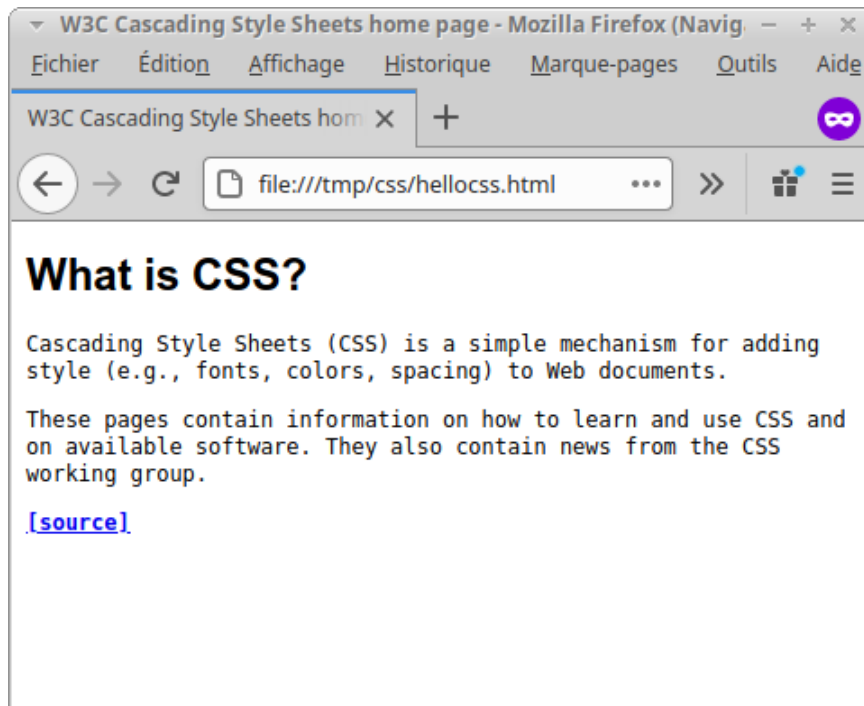 W3C Cascading Style Sheets home page - Mozilla Firefox (Navig
Fichier Édition Affichage Historique Marque-pages Outils Aide
W3C Cascading Style Sheets hom
file:///tmp/css/hellocss.html
What is CSS?
Cascading Style Sheets (CSS) is a simple mechanism for adding
style (e.g., fonts, colors, spacing) to Web documents.
These pages contain information on how to learn and use CSS and
on available software. They also contain news from the CSS
working group.
[source]